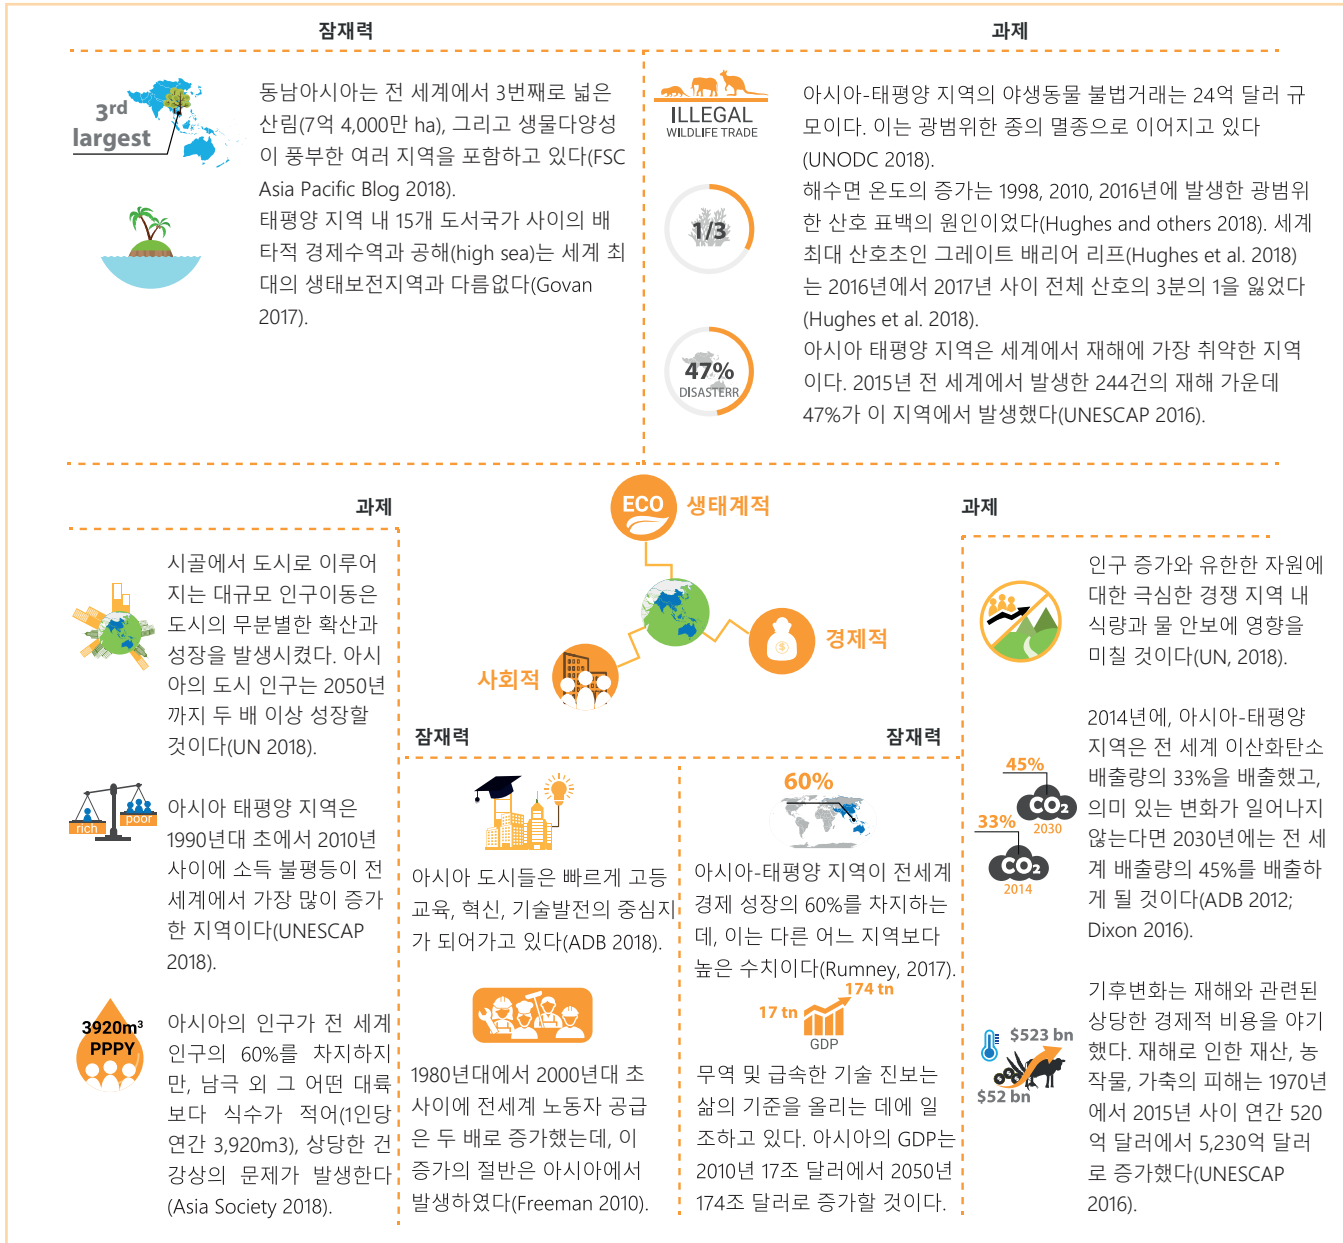 잠재력
3rd
largest
동남아시아는 전 세계에서 3번째로 넓은
산림(7억 4,000만 ha), 그리고 생물다양성
이 풍부한 여러 지역을 포함하고 있다(FSC
Asia Pacific Blog 2018).
태평양 지역 내 15개 도서국가 사이의 배
타적 경제수역과 공해(high sea)는 세계 최
대의 생태보전지역과 다름없다(Govan
2017).
과제
ILLEGAL
WILDLIFE TRADE
아시아-태평양 지역의 야생동물 불법거래는 24억 달러 규
모이다. 이는 광범위한 종의 멸종으로 이어지고 있다
(UNODC 2018).
1/3
해수면 온도의 증가는 1998, 2010, 2016년에 발생한 광범위
한 산호 표백의 원인이었다(Hughes and others 2018). 세계
최대 산호초인 그레이트 배리어 리프(Hughes et al. 2018)
는 2016년에서 2017년 사이 전체 산호의 3분의 1을 잃었다
(Hughes et al. 2018).
47%
DISASTERR
아시아 태평양 지역은 세계에서 재해에 가장 취약한 지역
이다. 2015년 전 세계에서 발생한 244건의 재해 가운데
47%가 이 지역에서 발생했다(UNESCAP 2016).
ECO
생태계적
경제적
사회적
과제
시골에서 도시로 이루어
지는 대규모 인구이동은
도시의 무분별한 확산과
성장을 발생시켰다. 아시
아의 도시 인구는 2050년
까지 두 배 이상 성장할
것이다(UN 2018).
rich
poor
아시아 태평양 지역은
1990년대 초에서 2010년
사이에 소득 불평등이 전
세계에서 가장 많이 증가
한 지역이다(UNESCAP
2018).
3920m³
PPPY
아시아의 인구가 전 세계
인구의 60%를 차지하지
만, 남극 외 그 어떤 대륙
보다 식수가 적어(1인당
연간 3,920m3), 상당한 건
강상의 문제가 발생한다
(Asia Society 2018).
잠재력
아시아 도시들은 빠르게 고등
교육, 혁신, 기술발전의 중심지
가 되어가고 있다(ADB 2018).
1980년대에서 2000년대 초
사이에 전세계 노동자 공급
은 두 배로 증가했는데, 이
증가의 절반은 아시아에서
발생하였다(Freeman 2010).
잠재력
60%
아시아-태평양 지역이 전세계
경제 성장의 60%를 차지하는
데, 이는 다른 어느 지역보다
높은 수치이다(Rumney, 2017).
17 tn
174 tn
GDP
무역 및 급속한 기술 진보는
삶의 기준을 올리는 데에 일
조하고 있다. 아시아의 GDP는
2010년 17조 달러에서 2050년
174조 달러로 증가할 것이다.
과제
인구 증가와 유한한 자원에
대한 극심한 경쟁 지역 내
식량과 물 안보에 영향을
미칠 것이다(UN, 2018).
45%
CO2
2030
33%
CO2
2014
2014년에, 아시아-태평양
지역은 전 세계 이산화탄소
배출량의 33%을 배출했고,
의미 있는 변화가 일어나지
않는다면 2030년에는 전 세
계 배출량의 45%를 배출하
게 될 것이다(ADB 2012;
Dixon 2016).
$523 bn
$52 bn
기후변화는 재해와 관련된
상당한 경제적 비용을 야기
했다. 재해로 인한 재산, 농
작물, 가축의 피해는 1970년
에서 2015년 사이 연간 520
억 달러에서 5,230억 달러
로 증가했다(UNESCAP
2016).